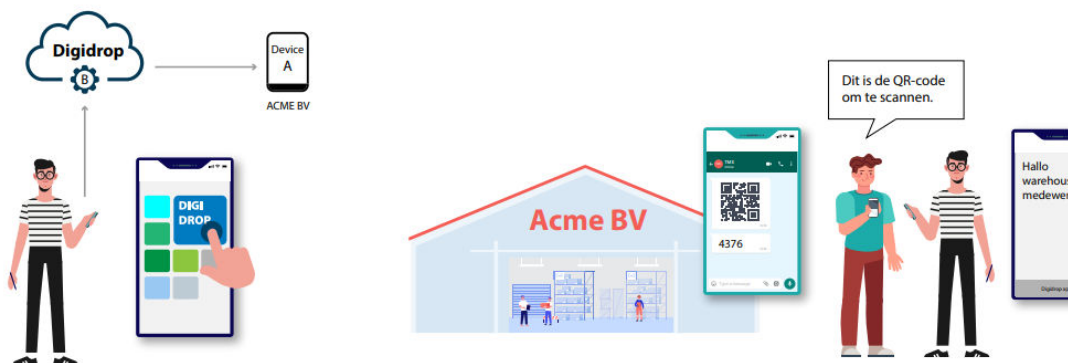 Digidrop
B
Device
A
ACME BV
DIGI
DROP
Acme BV
4376
Dit is de QR-code
om te scannen.
Hallo